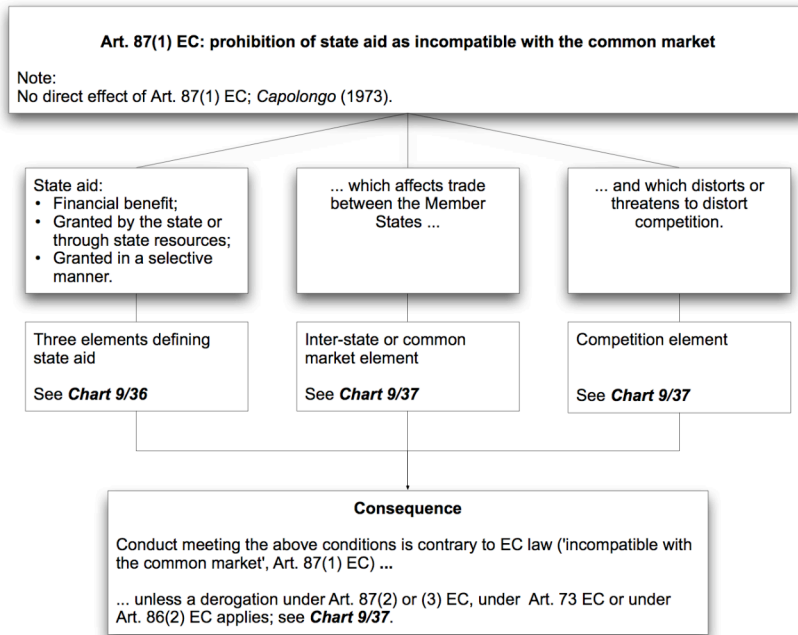 Art. 87(1) EC: prohibition of state aid as incompatible with the common market
Note:
No direct effect of Art. 87(1) EC; Capolongo (1973).
State aid:
• Financial benefit;
• Granted by the state or
through state resources;
• Granted in a selective
manner.
... which affects trade
between the Member
States ...
... and which distorts or
threatens to distort
competition.
Three elements defining
state aid
See Chart 9/36
Inter-state or common
market element
See Chart 9/37
Competition element
See Chart 9/37
Consequence
Conduct meeting the above conditions is contrary to EC law ('incompatible with
the common market', Art. 87(1) EC) ...
... unless a derogation under Art. 87(2) or (3) EC, under Art. 73 EC or under
Art. 86(2) EC applies; see Chart 9/37.